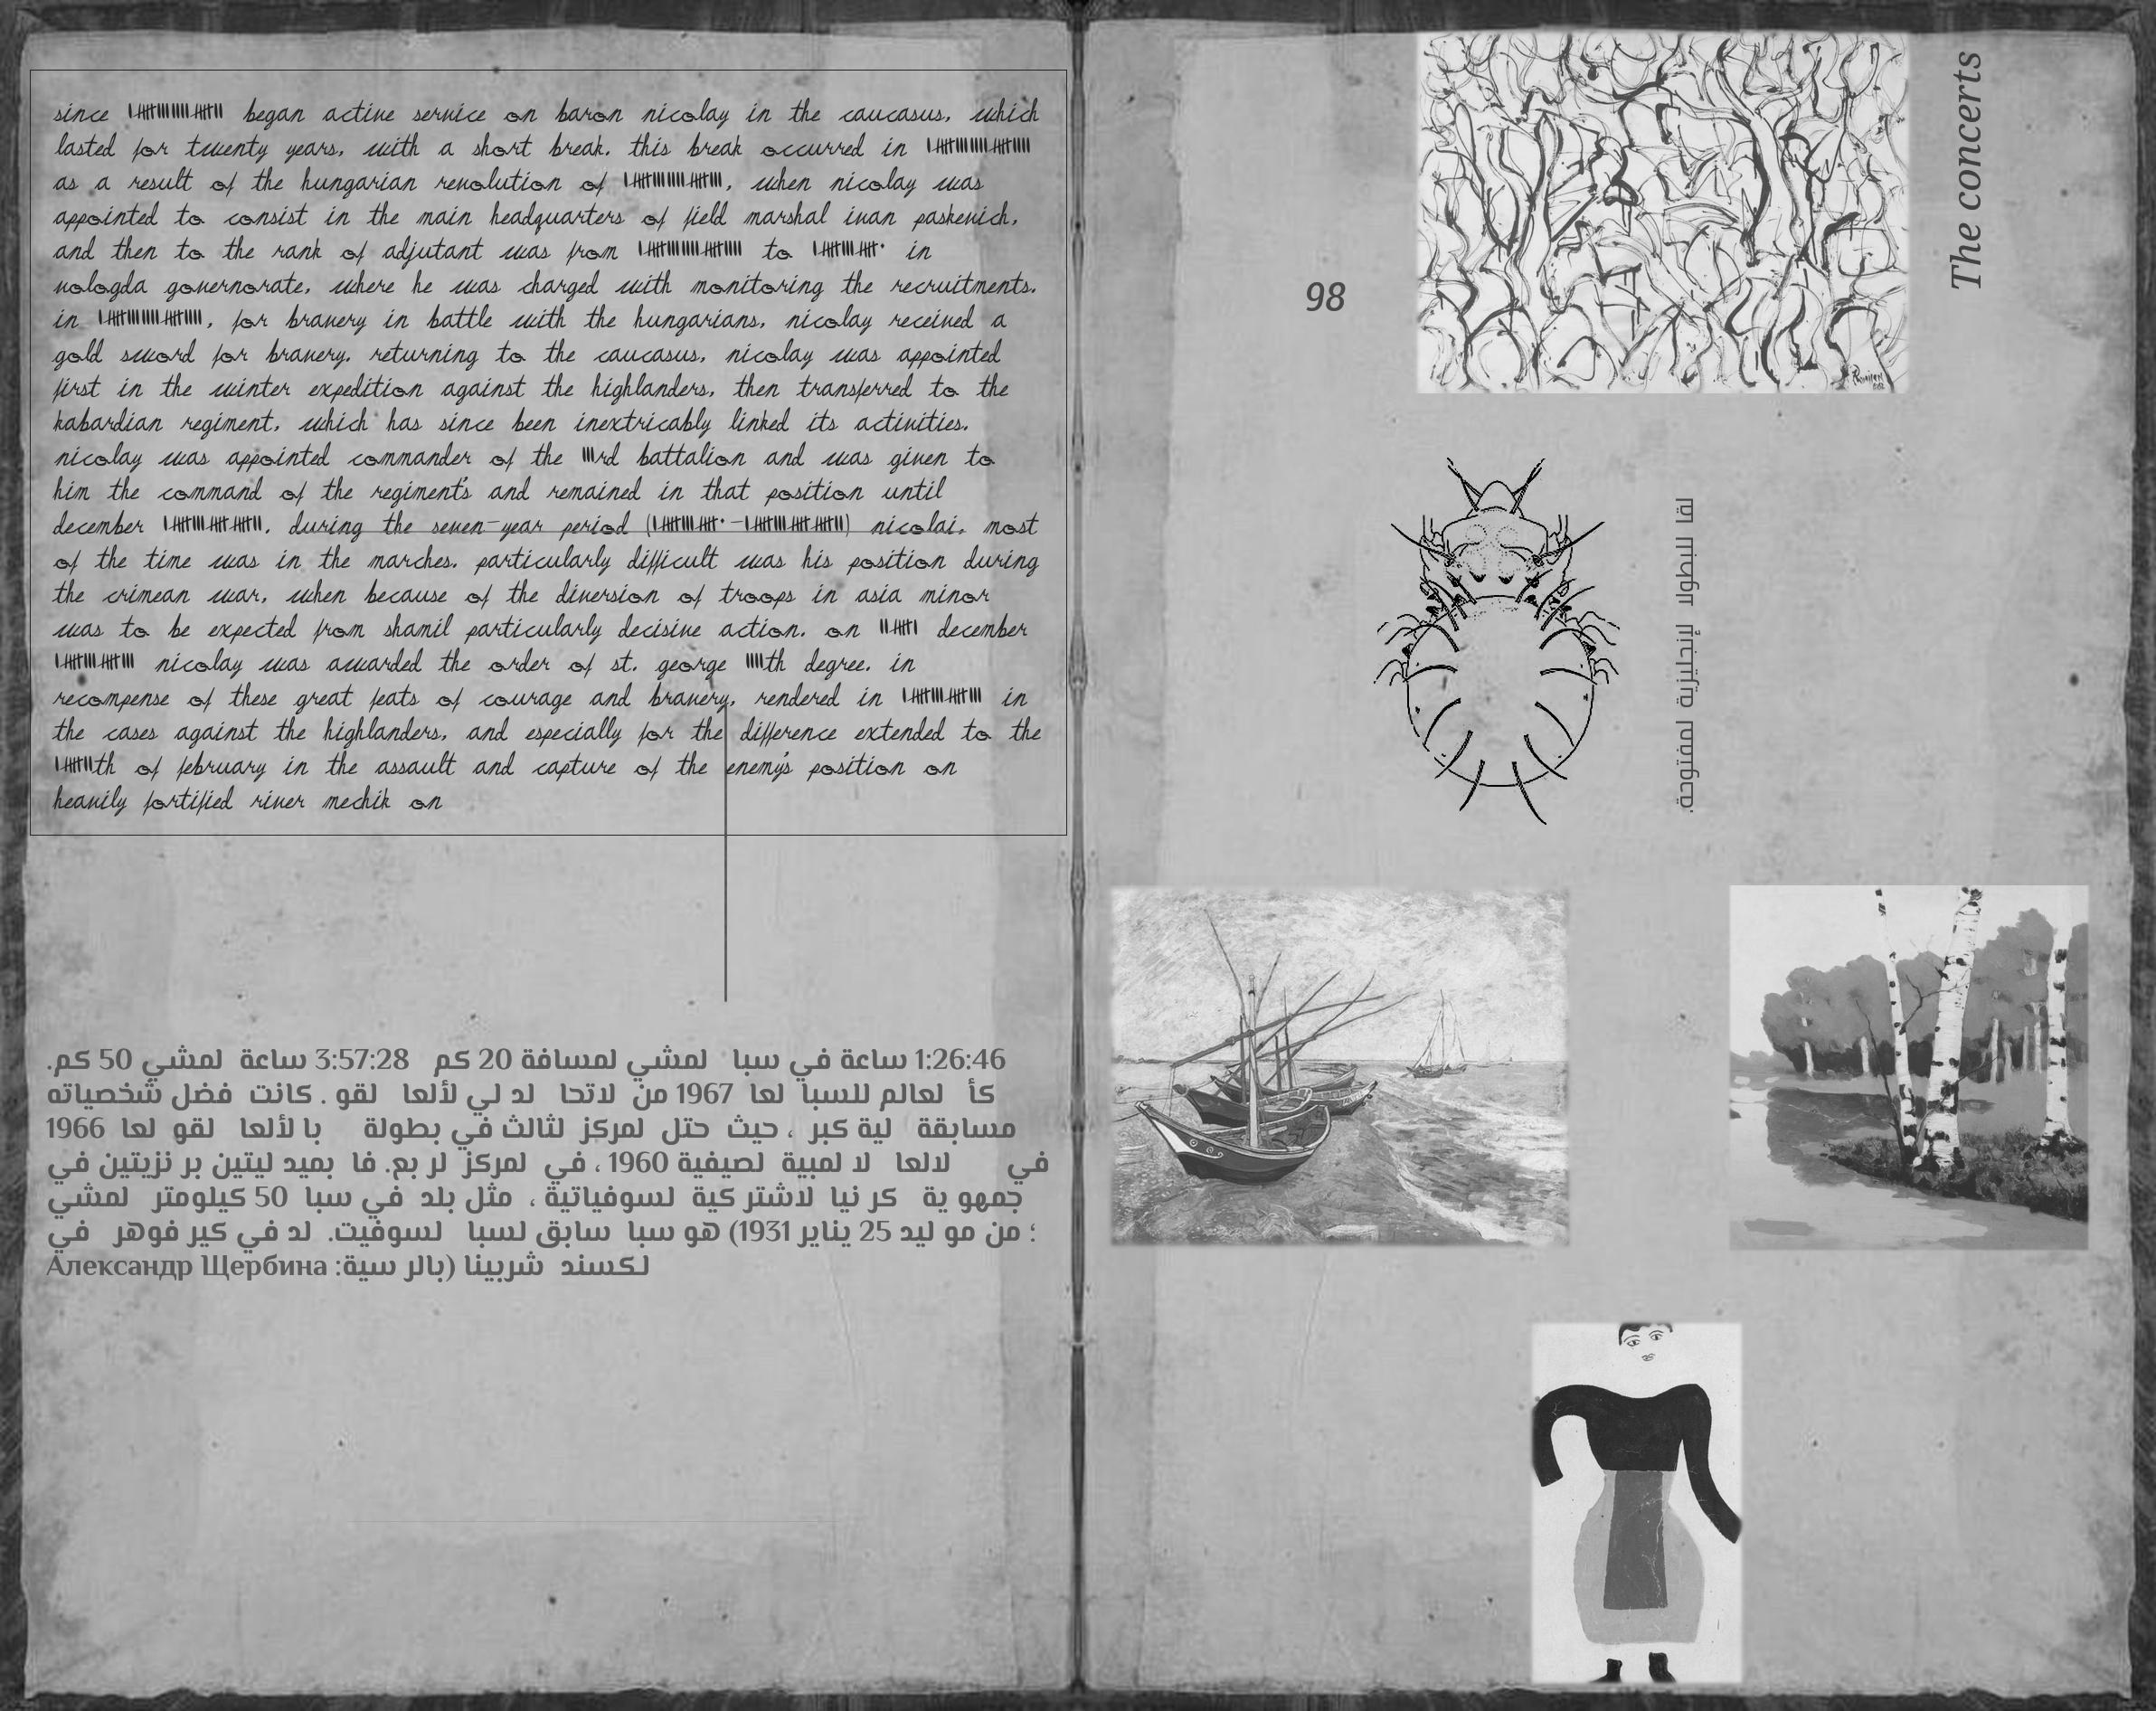 since began active service on baron nicolay in the caucasus, which
lasted for twenty years, with a short break. this break occurred in
as a result of the hungarian revolution of , when nicolay was
appointed to consist in the main headquarters of field marshal ivan paskevich,
and then to the rank of adjutant was from to in
vologda governorate, where he was charged with monitoring the recruitments.
in , for bravery in battle with the hungarians, nicolay received a
gold sword for bravery. returning to the caucasus, nicolay was appointed
first in the winter expedition against the highlanders, then transferred to the
kabardian regiment, which has since been inextricably linked its activities.
nicolay was appointed commander of the rd battalion and was given to
him the command of the regiment's and remained in that position until
december . during the seven-year period ( – ) nicolai, most
of the time was in the marches. particularly difficult was his position during
the crimean war, when because of the diversion of troops in asia minor
was to be expected from shamil particularly decisive action. on december
nicolay was awarded the order of st. george th degree. in
recompense of these great feats of courage and bravery, rendered in in
the cases against the highlanders, and especially for the difference extended to the
th of february in the assault and capture of the enemy's position on
heavily fortified river mechik on
1:26:46 ساعة في سبا لمشي لمسافة 20 كم 3:57:28 ساعة لمشي 50 كم.
كأ لعالم للسبا لعا 1967 من لاتحا لد لي لألعا لقو . كانت فضل شخصياته
مسابقة لية كبر ، حيث حتل لمركز لثالث في بطولة با لألعا لقو لعا 1966
في لالعا لا لمبية لصيفية 1960 ، في لمركز لر بع. فا بميد ليتين بر نزيتين في
جمهو ية كر نيا لاشتر كية لسوفياتية ، مثل بلد في سبا 50 كيلومتر لمشي
؛ من مو ليد 25 يناير 1931) هو سبا سابق لسبا لسوفيت. لد في كير فوهر في
لكسند شربينا (بالر سية: Александр Щербина
98
The concerts
لقا لبطولا إنجليزية لمفتوحة.